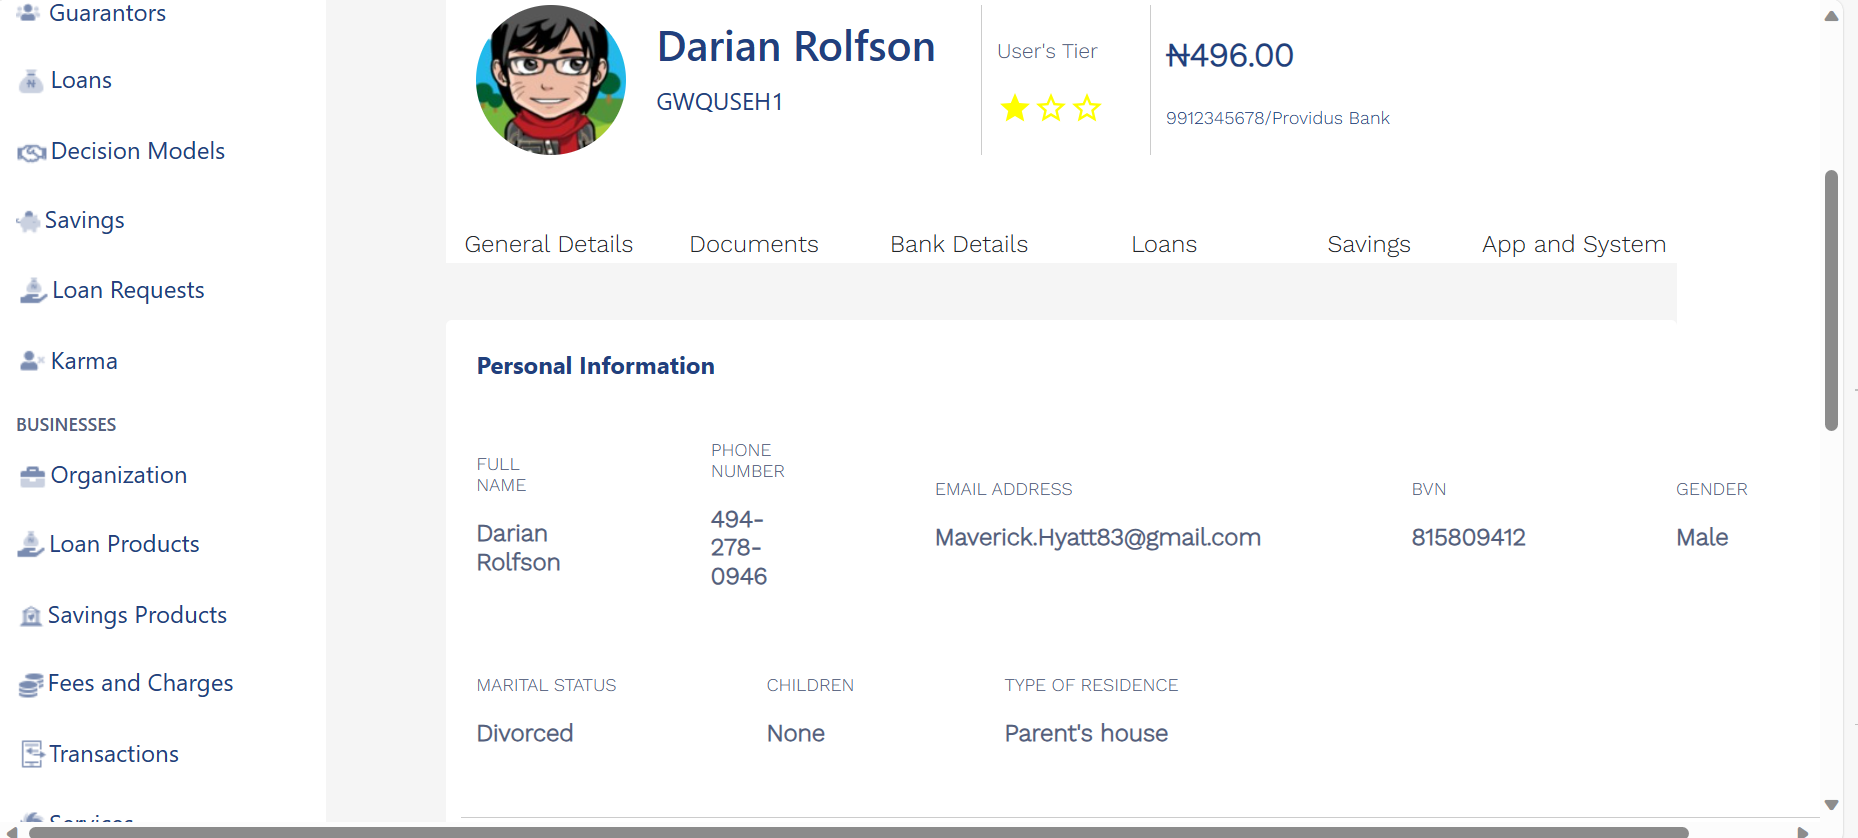 Guarantors
Loans
Decision Models
Savings
Loan Requests
Karma
BUSINESSES
Organization
Loan Products
Savings Products
Fees and Charges
Transactions
Services
Darian Rolfson
GWQUSEH1
User's Tier
₦496.00
9912345678/Providus Bank
General Details Documents Bank Details Loans Savings App and System
Personal Information
FULL
NAME
Darian
Rolfson
PHONE
NUMBER
494-
278-
0946
EMAIL ADDRESS
Maverick.Hyatt83@gmail.com
BVN
815809412
GENDER
Male
MARITAL STATUS
Divorced
CHILDREN
None
TYPE OF RESIDENCE
Parent's house